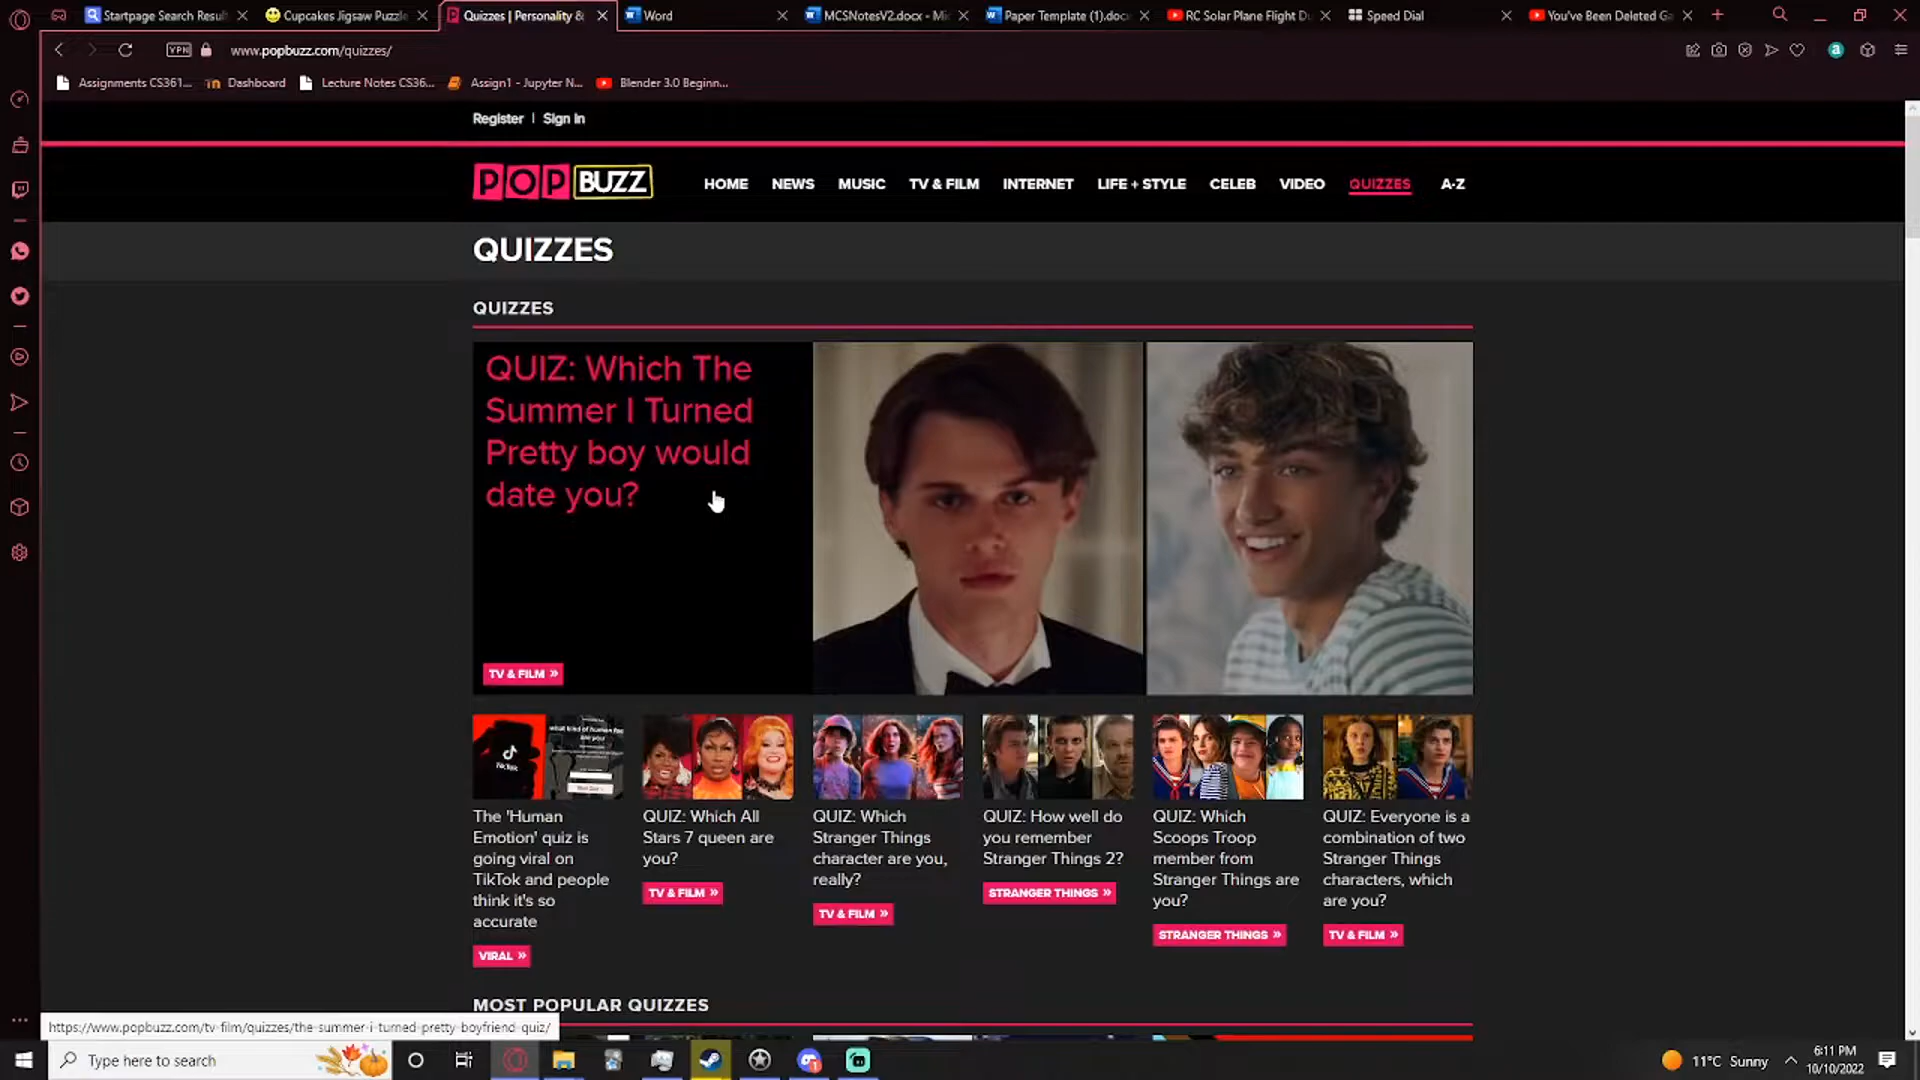 Startpage Search Resul
Cupcakes Jigsaw Puzzle
Quizzes | Personality &
Word
MCSNotesV2.docx - Mi
Paper Template (1).doc
RC Solar Plane Flight D
Speed Dial
You've Been Deleted Ga
VPN
www.popbuzz.com/quizzes/
Assignments CS361...
Dashboard
Lecture Notes CS36...
Assign1 - Jupyter N...
Blender 3.0 Beginn...
Register | Sign In
POP BUZZ
HOME NEWS MUSIC TV & FILM INTERNET LIFE + STYLE CELEB VIDEO QUIZZES A-Z
QUIZZES
QUIZZES
QUIZ: Which The
Summer I Turned
Pretty boy would
date you?
TV & FILM »
TikTok
The 'Human
Emotion' quiz is
going viral on
TikTok and people
think it's so
accurate
VIRAL »
QUIZ: Which All
Stars 7 queen are
you?
TV & FILM »
QUIZ: Which
Stranger Things
character are you,
really?
TV & FILM »
QUIZ: How well do
you remember
Stranger Things 2?
STRANGER THINGS »
QUIZ: Which
Scoops Troop
member from
Stranger Things are
you?
STRANGER THINGS »
QUIZ: Everyone is a
combination of two
Stranger Things
characters, which
are you?
TV & FILM »
MOST POPULAR QUIZZES
https://www.popbuzz.com/tv-film/quizzes/the-summer-i-turned-pretty-boyfriend-quiz/
Type here to search
11°C Sunny
6:11 PM
10/10/2022